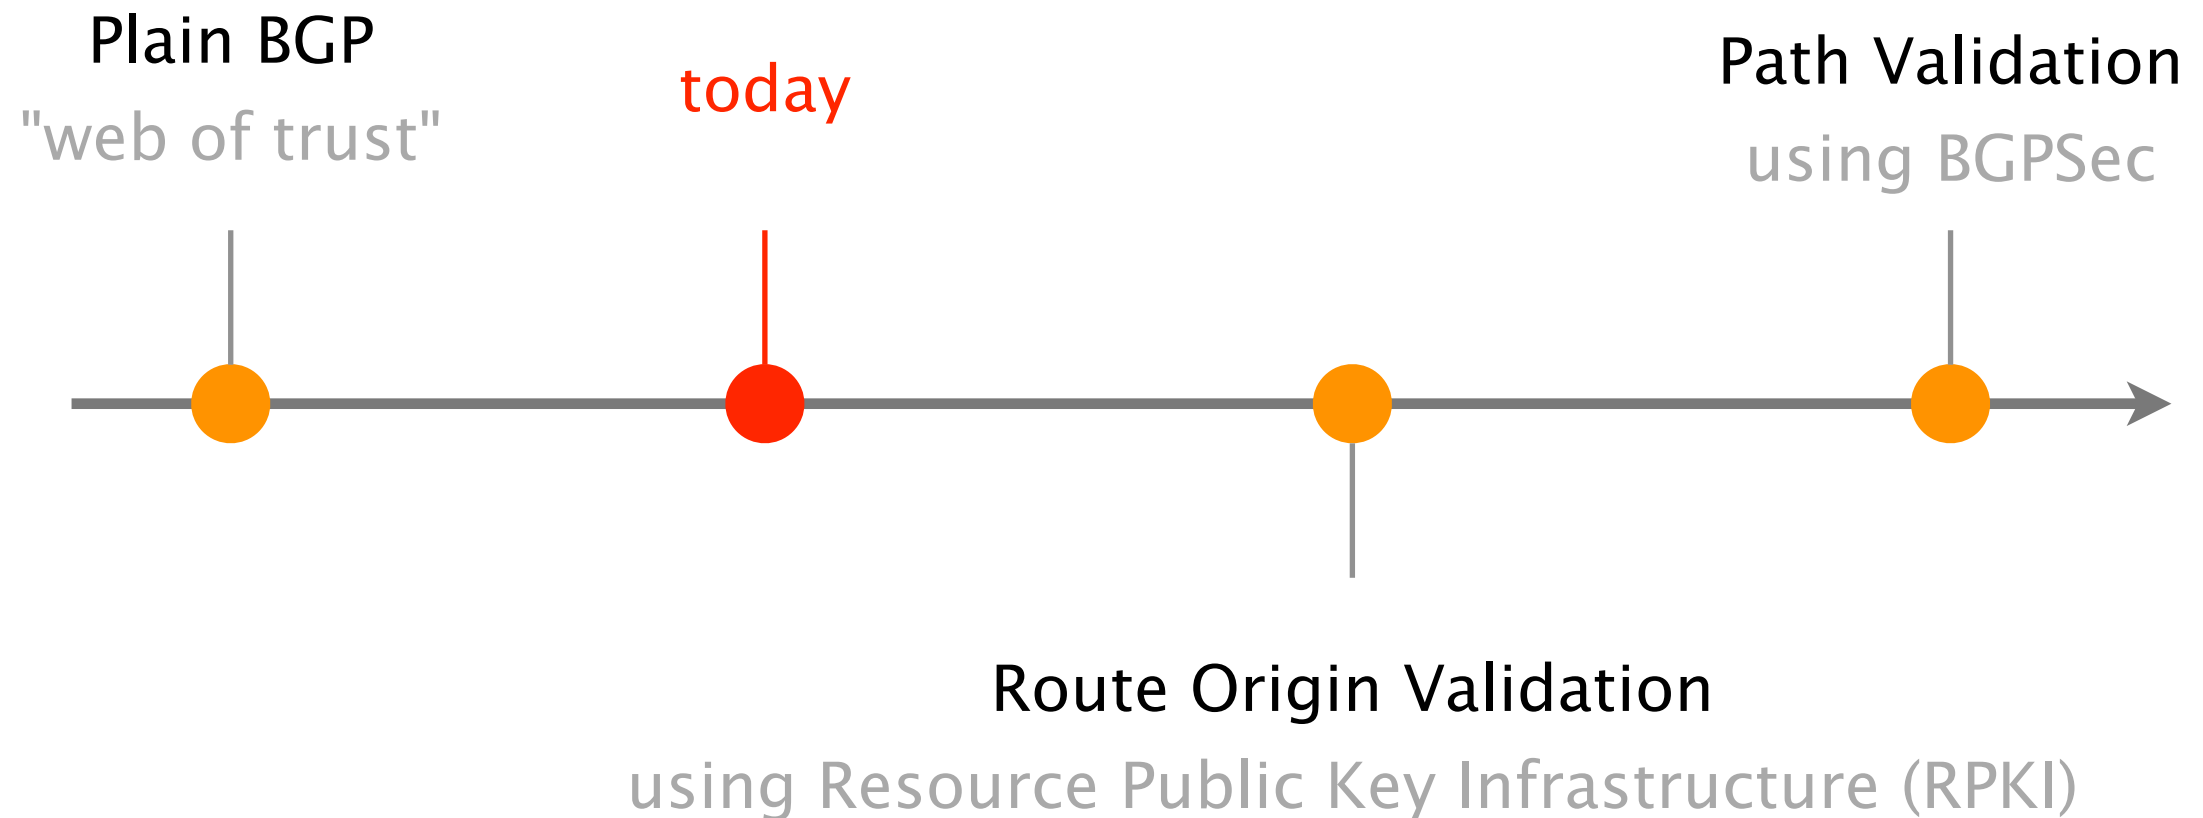 Plain BGP
"web of trust"
today
Path Validation
using BGPSec
Route Origin Validation
using Resource Public Key Infrastructure (RPKI)